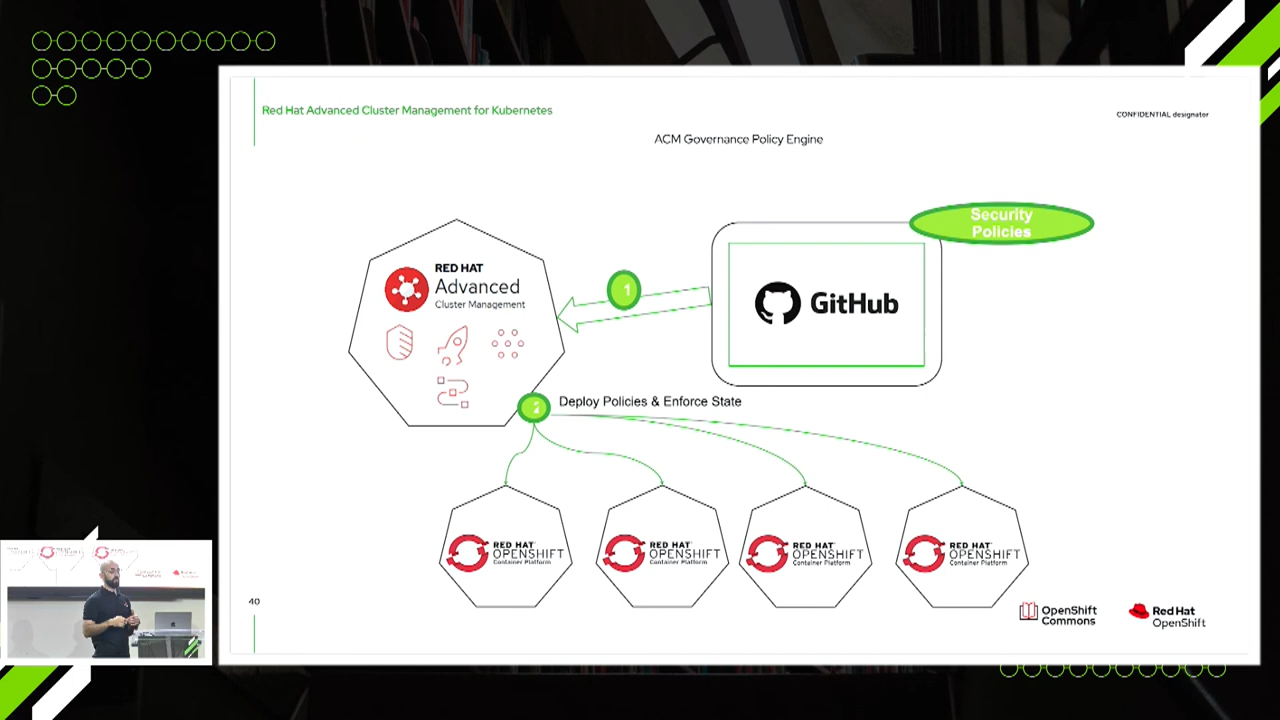 Red Hat Advanced Cluster Management for Kubernetes
CONFIDENTIAL designator
ACM Governance Policy Engine
Security
Policies
RED HAT
Advanced
Cluster Management
1
GitHub
2
Deploy Policies & Enforce State
RED HAT
OPENSHIFT
Container Platform
RED HAT
OPENSHIFT
Container Platform
RED HAT
OPENSHIFT
Container Platform
RED HAT
OPENSHIFT
Container Platform
40
OpenShift
Commons
Red Hat
OpenShift